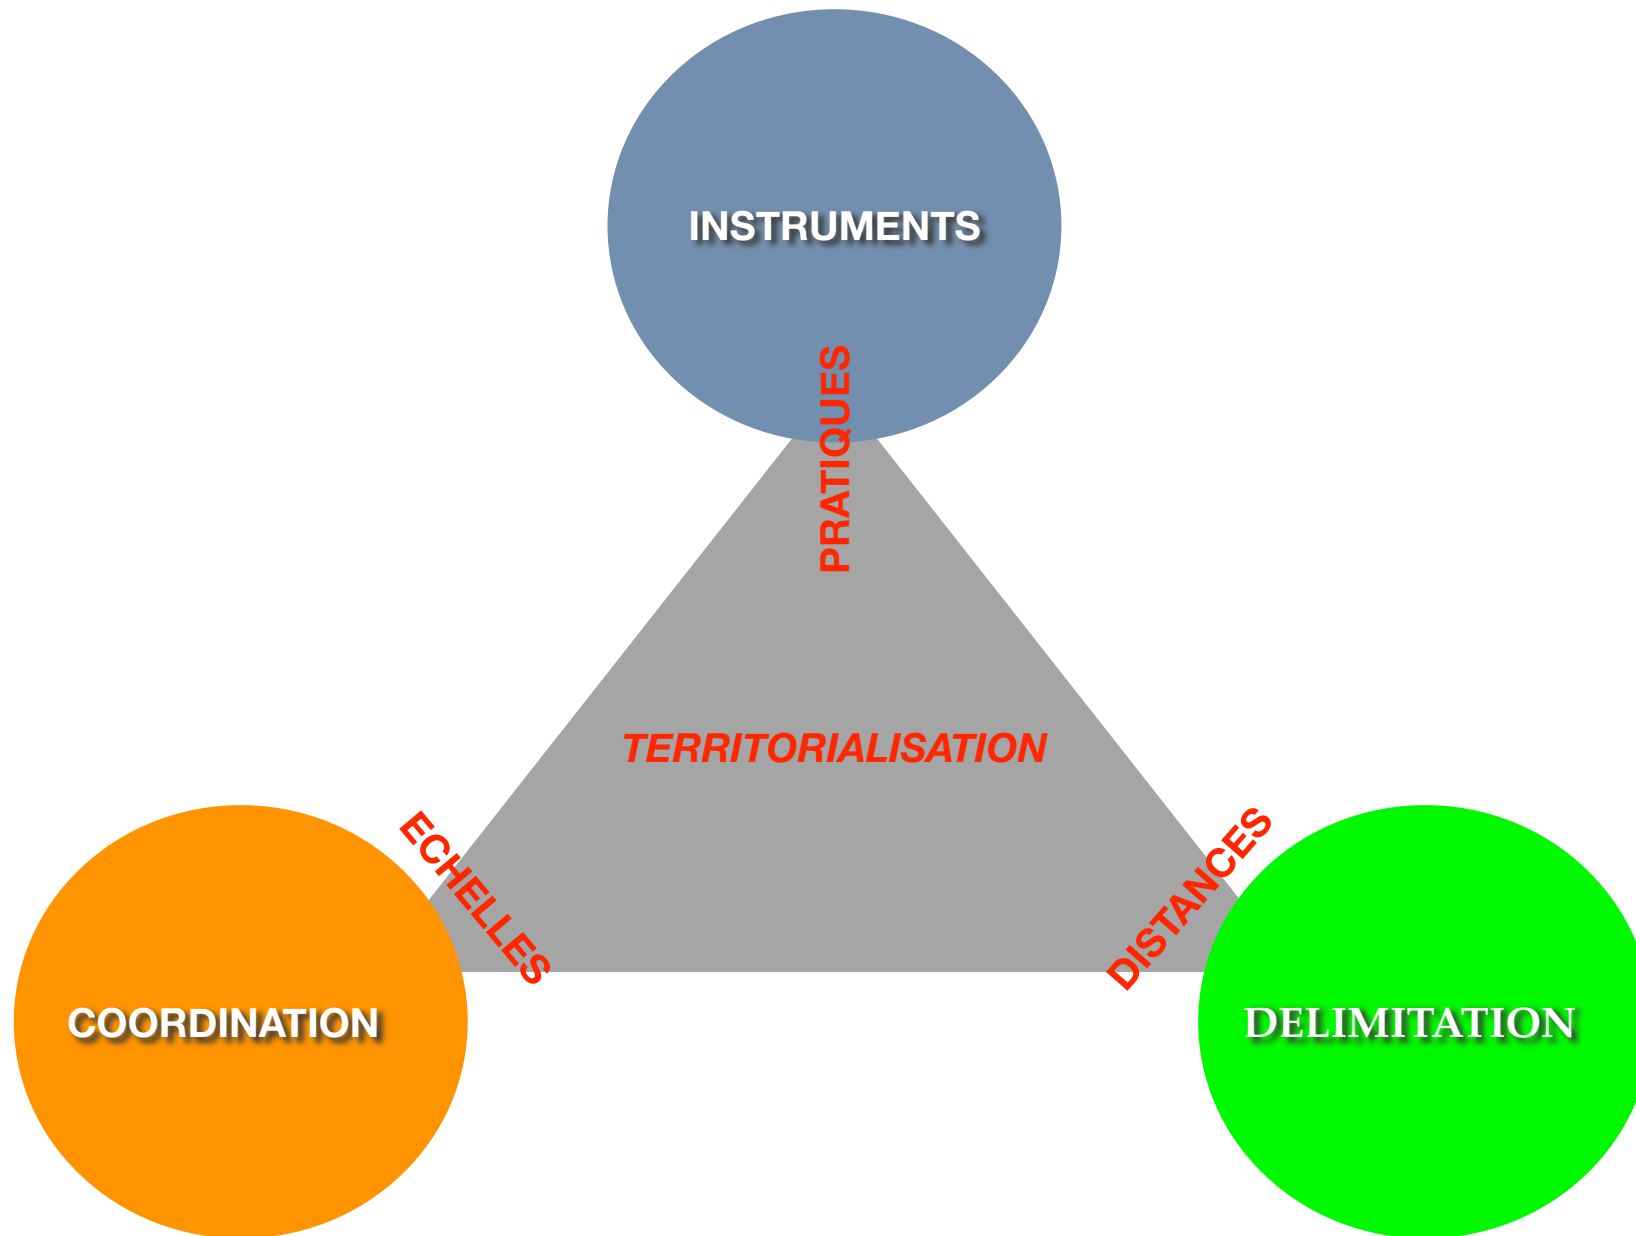 INSTRUMENTS
PRATIQUES
TERRITORIALISATION
ECHELLES
DISTANCES
COORDINATION
DELIMITATION